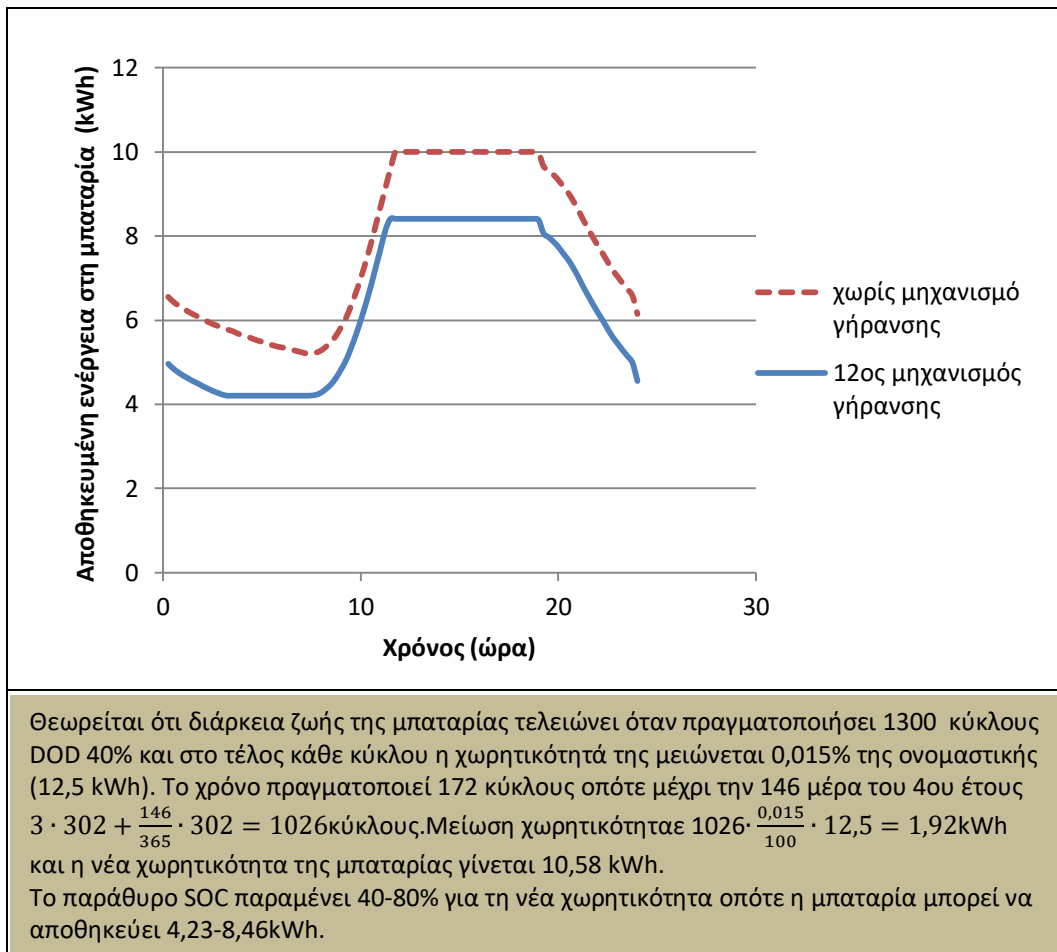 12
10
8
6
4
2
0
0
10
20
30
Αποθηκευμένη ενέργεια στη μπαταρία (kWh)
Χρόνος (ώρα)
χωρίς μηχανισμό
γήρανσης
12ος μηχανισμός
γήρανσης
Θεωρείται ότι διάρκεια ζωής της μπαταρίας τελειώνει όταν πραγματοποιήσει 1300 κύκλους
DOD 40% και στο τέλος κάθε κύκλου η χωρητικότητά της μειώνεται 0,015% της ονομαστικής
(12,5 kWh). Το χρόνο πραγματοποιεί 172 κύκλους οπότε μέχρι την 146 μέρα του 4ου έτους
3 · 302 + \frac{146}{365} · 302 = 1026κύκλους.Μείωση χωρητικότηταε 1026· \frac{0,015}{100} · 12,5 = 1,92kWh
και η νέα χωρητικότητα της μπαταρίας γίνεται 10,58 kWh.
Το παράθυρο SOC παραμένει 40-80% για τη νέα χωρητικότητα οπότε η μπαταρία μπορεί να
αποθηκεύει 4,23-8,46kWh.